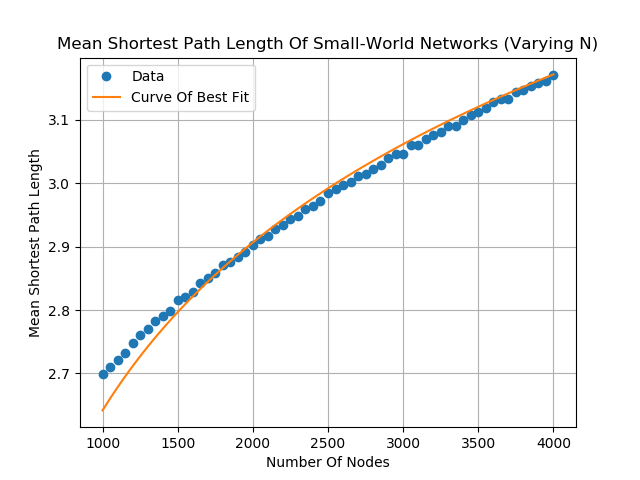 Mean Shortest Path Length Of Small-World Networks (Varying N)
Data
Curve Of Best Fit
Mean Shortest Path Length
3.1
3.0
2.9
2.8
2.7
1000 1500 2000 2500 3000 3500 4000
Number Of Nodes